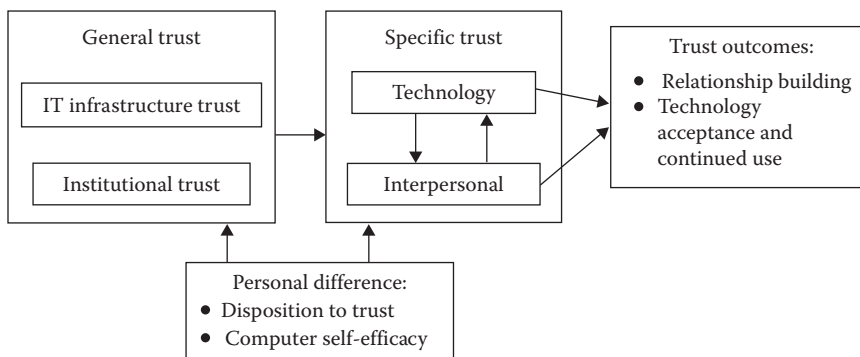 General trust
IT infrastructure trust
Institutional trust
Specific trust
Technology
Interpersonal
Trust outcomes:
● Relationship building
● Technology
acceptance and
continued use
Personal difference:
● Disposition to trust
● Computer self-efficacy